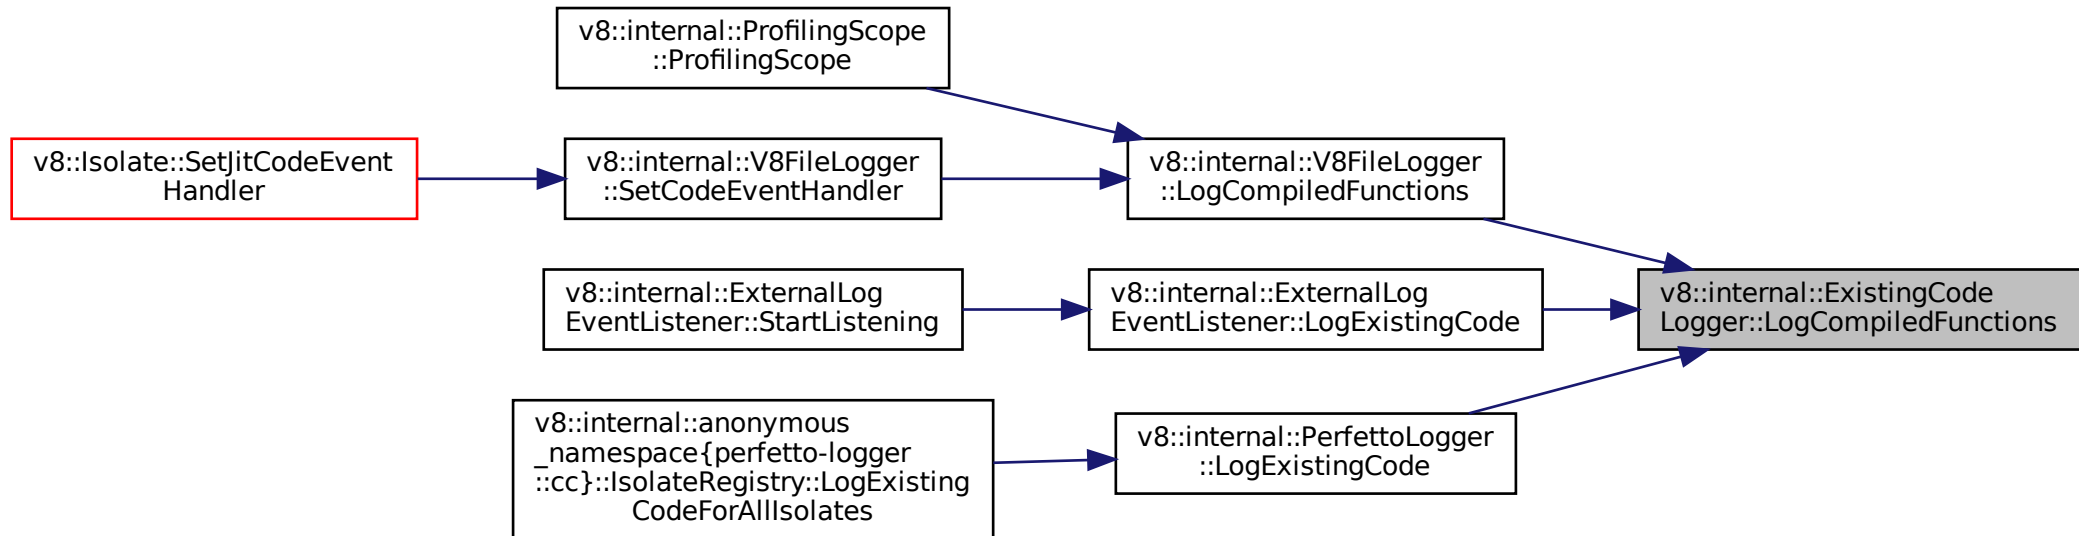 v8::internal::ProfilingScope
::ProfilingScope
v8::Isolate::SetJitCodeEvent
Handler
v8::internal::V8FileLogger
::SetCodeEventHandler
v8::internal::V8FileLogger
::LogCompiledFunctions
v8::internal::ExternalLog
EventListener::StartListening
v8::internal::ExternalLog
EventListener::LogExistingCode
v8::internal::ExistingCode
Logger::LogCompiledFunctions
v8::internal::anonymous
_namespace{perfetto-logger
::cc}::IsolateRegistry::LogExisting
CodeForAllIsolates
v8::internal::PerfettoLogger
::LogExistingCode